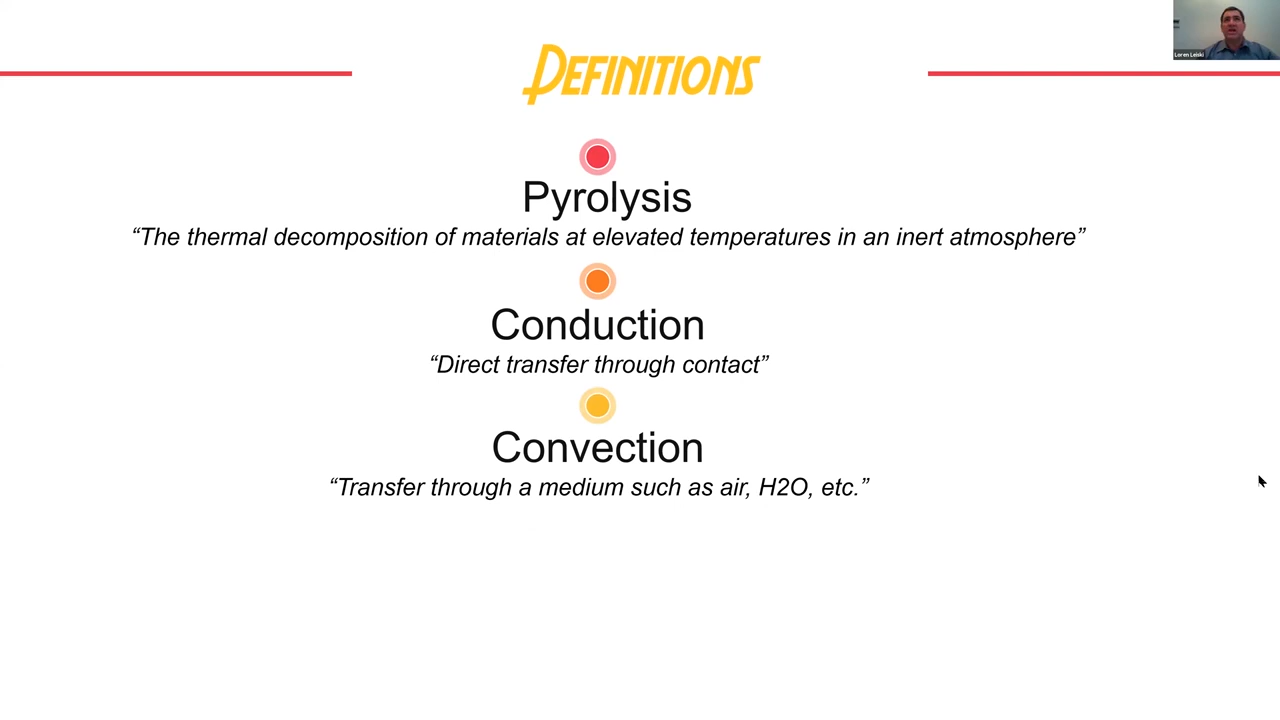 DEFINITIONS
Loren Leiski
Pyrolysis
“The thermal decomposition of materials at elevated temperatures in an inert atmosphere”
Conduction
“Direct transfer through contact”
Convection
“Transfer through a medium such as air, H2O, etc.”